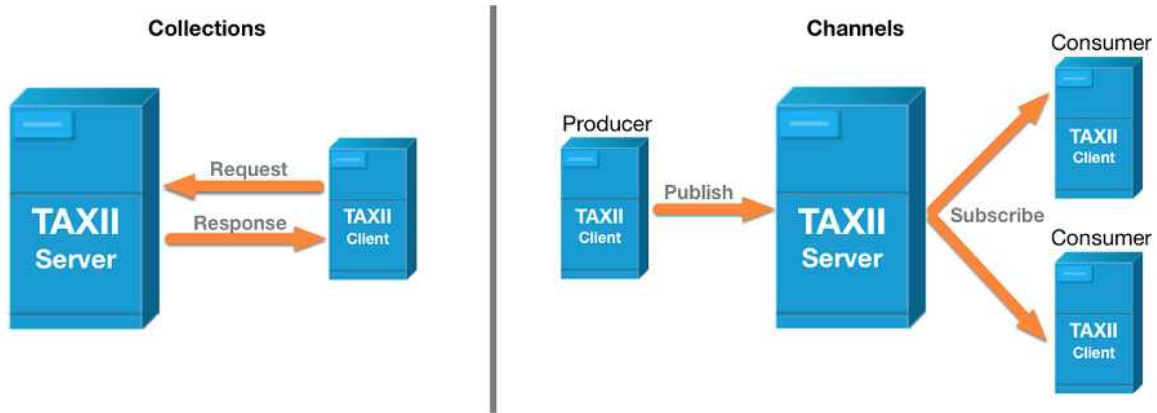 Collections
TAXII
Server
Request
Response
TAXII
Client
Channels
Producer
TAXII
Client
Publish
TAXII
Server
Subscribe
Consumer
TAXII
Client
Consumer
TAXII
Client